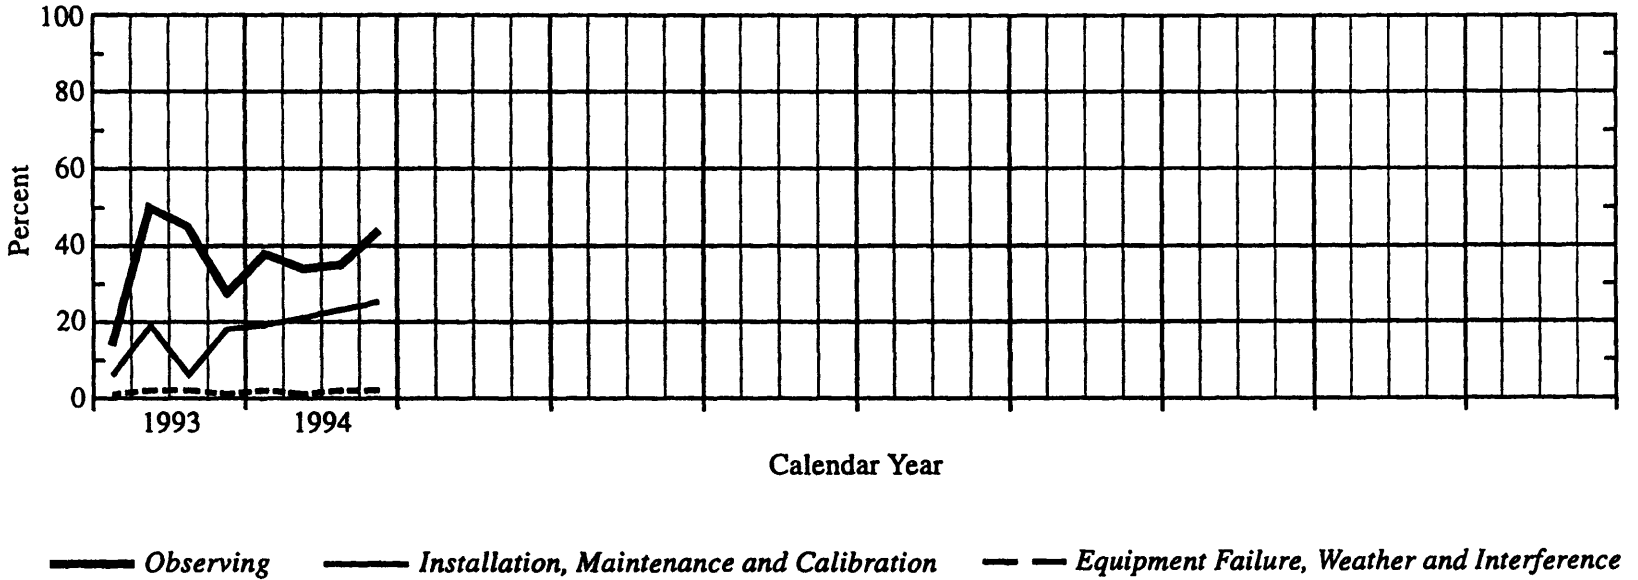 100
80
60
40
20
0
Percent
1993 1994
Calendar Year
Observing Installation, Maintenance and Calibration Equipment Failure, Weather and Interference